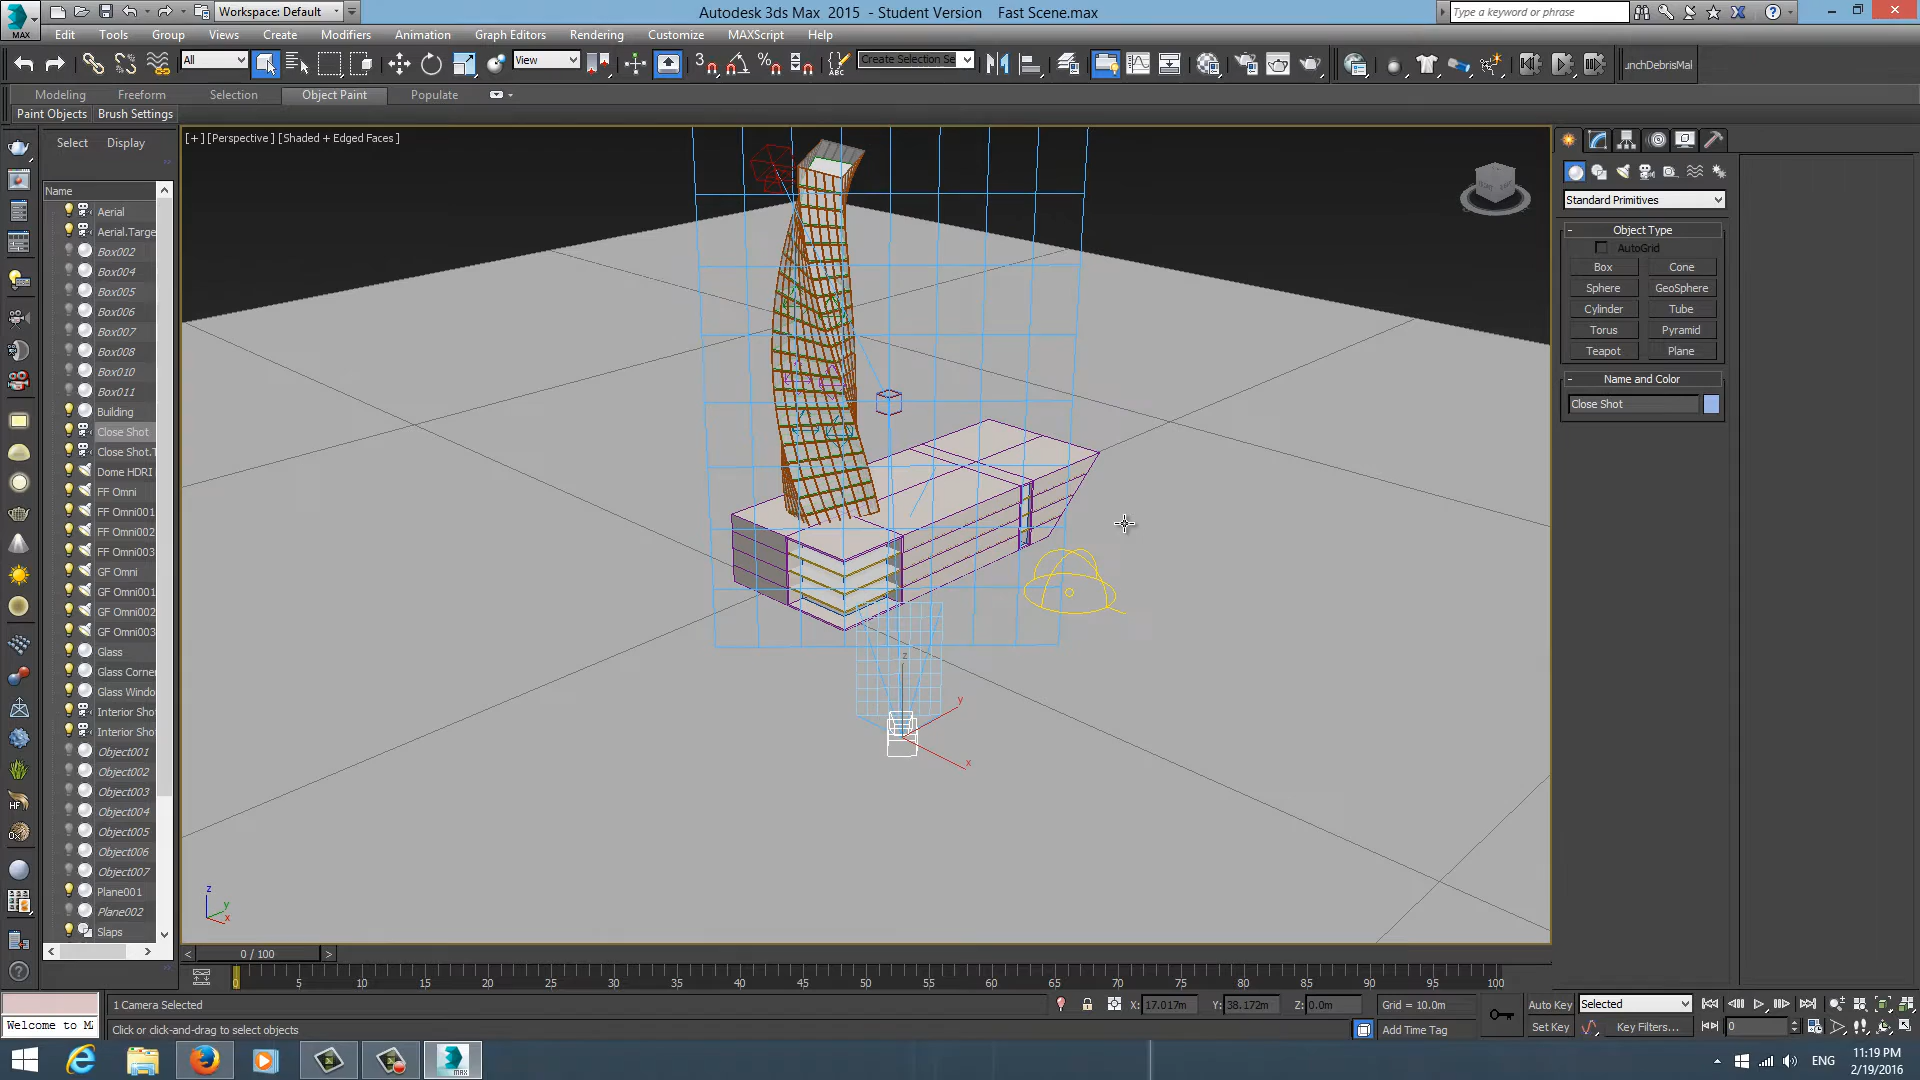 Workspace: Default
Autodesk 3ds Max 2015 - Student Version Fast Scene.max
Type a keyword or phrase
MAX
Edit Tools Group Views Create Modifiers Animation Graph Editors Rendering Customize MAXScript Help
All
View
Create Selection Se
unchDebrisMal
Modeling Freeform Selection Object Paint Populate
Paint Objects Brush Settings
Select Display
[+] [Perspective] [Shaded + Edged Faces]
Name
Aerial
Aerial.Targe
Box002
Box004
Box005
Box006
Box007
Box008
Box010
Box011
Building
Close Shot
Close Shot.T
Dome HDRI
FF Omni
FF Omni001
FF Omni002
FF Omni003
GF Omni
GF Omni001
GF Omni002
GF Omni003
Glass
Glass Corne
Glass Windo
Interior Sho
Interior Sho
Object001
Object002
Object003
Object004
Object005
Object006
Object007
Plane001
Plane002
Slaps
Standard Primitives
- Object Type
AutoGrid
Box Cone
Sphere GeoSphere
Cylinder Tube
Torus Pyramid
Teapot Plane
- Name and Color
Close Shot
z
y
x
z
y
x
< 0 / 100 >
0 5 10 15 20 25 30 35 40 45 50 55 60 65 70 75 80 85 90 95 100
1 Camera Selected X: 17.017m Y: 38.172m Z: 0.0m Grid = 10.0m Auto Key Selected
Welcome to MA Click or click-and-drag to select objects Add Time Tag Set Key Key Filters... 0
ENG
11:19 PM
2/19/2016